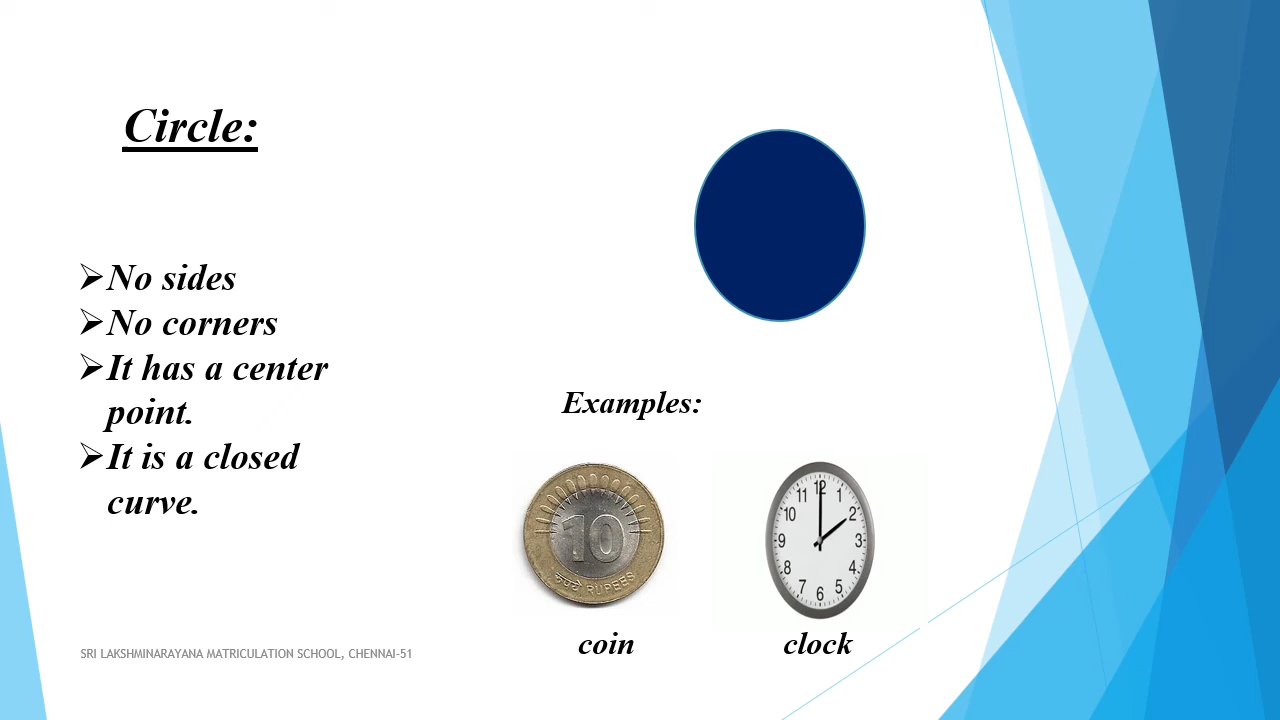 Circle:
➢No sides
➢No corners
➢It has a center
point.
➢It is a closed
curve.
Examples:
10
रुपये RUPEES
12
11 1
10 2
9 3
8 4
7 5
6
coin clock
SRI LAKSHMINARAYANA MATRICULATION SCHOOL, CHENNAI-51